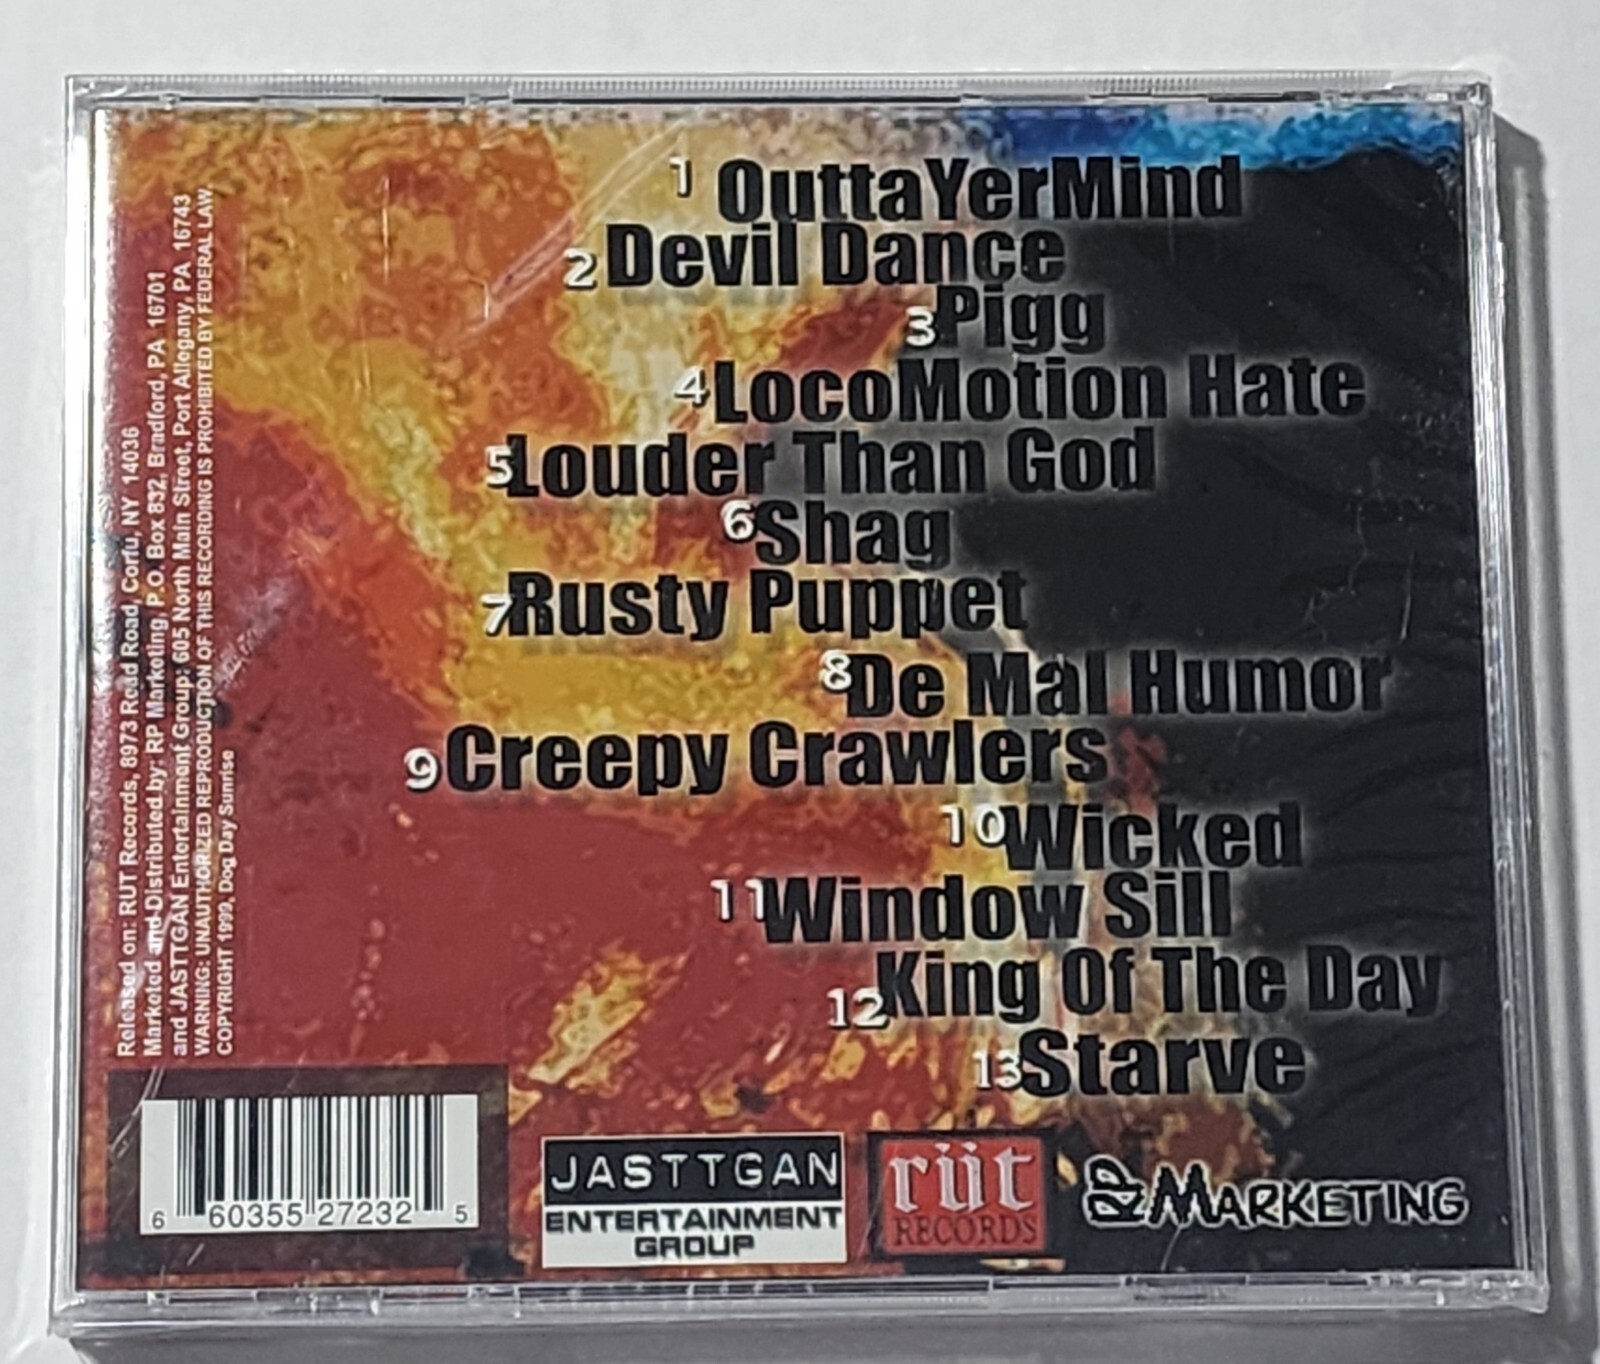 1 OuttaYerMind
2 Devil Dance
3 Pigg
4 LocoMotion Hate
5 Louder Than God
6 Shag
7 Rusty Puppet
8 De Mal Humor
9 Creepy Crawlers
10 Wicked
11 Window Sill
12 King Of The Day
13 Starve
Released on: RUT Records, 8973 Read Road, Corfu, NY 14036
Marketed and Distributed by: RP Marketing, P.O. Box 832, Bradford, PA 16701
and JASTTGAN Entertainment Group: 605 North Main Street, Port Allegany, PA 16743
WARNING: UNAUTHORIZED REPRODUCTION OF THIS RECORDING IS PROHIBITED BY FEDERAL LAW.
COPYRIGHT 1999, Dog Day Sunrise
6 60355 27232 5
JASTTGAN
ENTERTAINMENT
GROUP
rüt
RECORDS
RP MARKETING